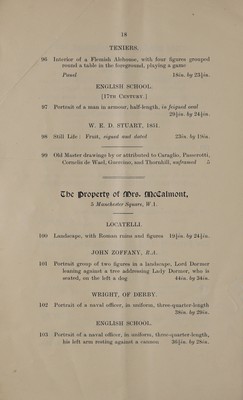 18
TENIERS.
96 Interior of a Flemish Alehouse, with four figures grouped
round a table in the foreground, playing a game
Panel 18in. by 23½in.
ENGLISH SCHOOL.
[17TH CENTURY.]
97 Portrait of a man in armour, half-length, in feigned oval
29½in. by 24½in.
W. E. D. STUART, 1851.
98 Still Life: Fruit, signed and dated 23in. by 19in.
99 Old Master drawings by or attributed to Caraglio, Passerotti,
Cornelis de Wael, Guercino, and Thornhill, unframed 5
The Property of Mrs. McCalmont,
5 Manchester Square, W.1.
LOCATELLI.
100 Landscape, with Roman ruins and figures 19½in. by 24½in.
JOHN ZOFFANY, R.A.
101 Portrait group of two figures in a landscape, Lord Dormer
leaning against a tree addressing Lady Dormer, who is
seated, on the left a dog 44in. by 34in.
WRIGHT, OF DERBY.
102 Portrait of a naval officer, in uniform, three-quarter-length
39in. by 29in.
ENGLISH SCHOOL.
103 Portrait of a naval officer, in uniform, three-quarter-length,
his left arm resting against a cannon 36½in. by 28in.